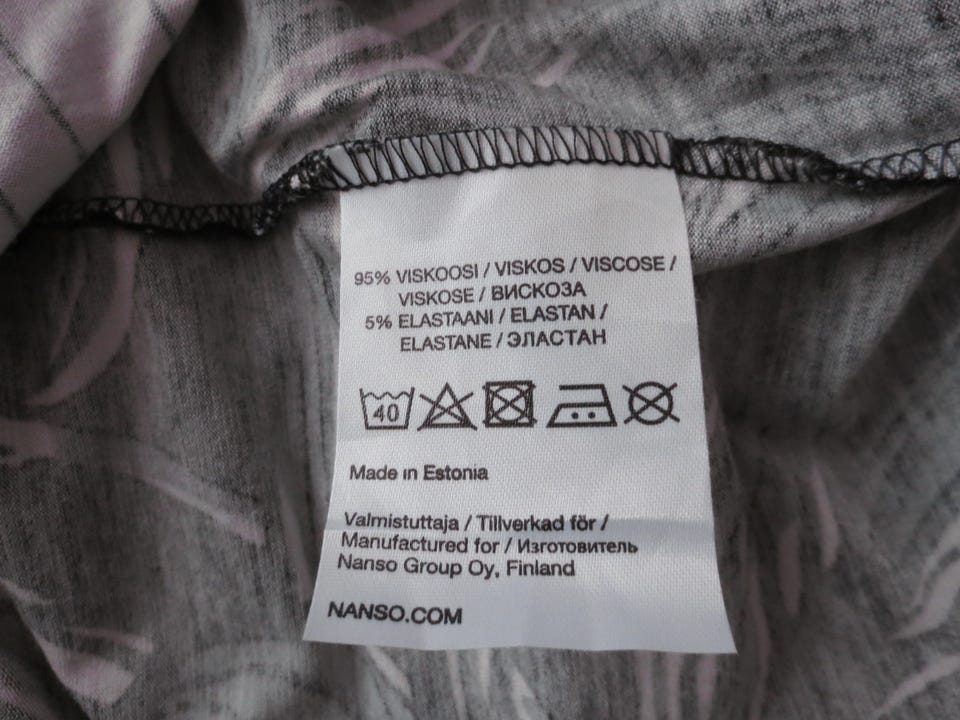 95% VISKOOSI / VISKOS / VISCOSE /
VISKOSE / ВИСКОЗА
5% ELASTAANI / ELASTAN /
ELASTANE / ЭЛАСТАН
40
Made in Estonia
Valmistuttaja / Tillverkad för /
Manufactured for / Изготовитель
Nanso Group Oy, Finland
NANSO.COM